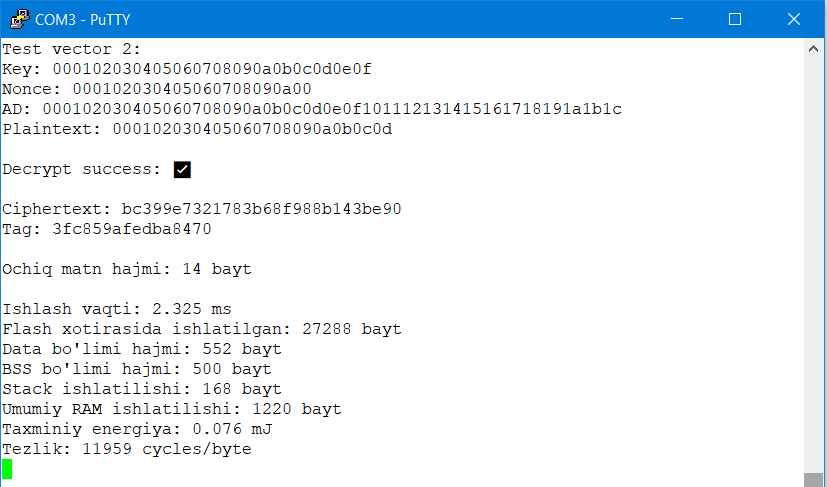 COM3 - PuTTY
Test vector 2:
Key: 000102030405060708090a0b0c0d0e0f
Nonce: 000102030405060708090a00
AD: 000102030405060708090a0b0c0d0e0f101112131415161718191a1b1c
Plaintext: 000102030405060708090a0b0c0d
Decrypt success: ✅
Ciphertext: bc399e7321783b68f988b143be90
Tag: 3fc859afedba8470
Ochiq matn hajmi: 14 bayt
Ishlash vaqti: 2.325 ms
Flash xotirasida ishlatilgan: 27288 bayt
Data bo'limi hajmi: 552 bayt
BSS bo'limi hajmi: 500 bayt
Stack ishlatilishi: 168 bayt
Umumiy RAM ishlatilishi: 1220 bayt
Taxminiy energiya: 0.076 mJ
Tezlik: 11959 cycles/byte